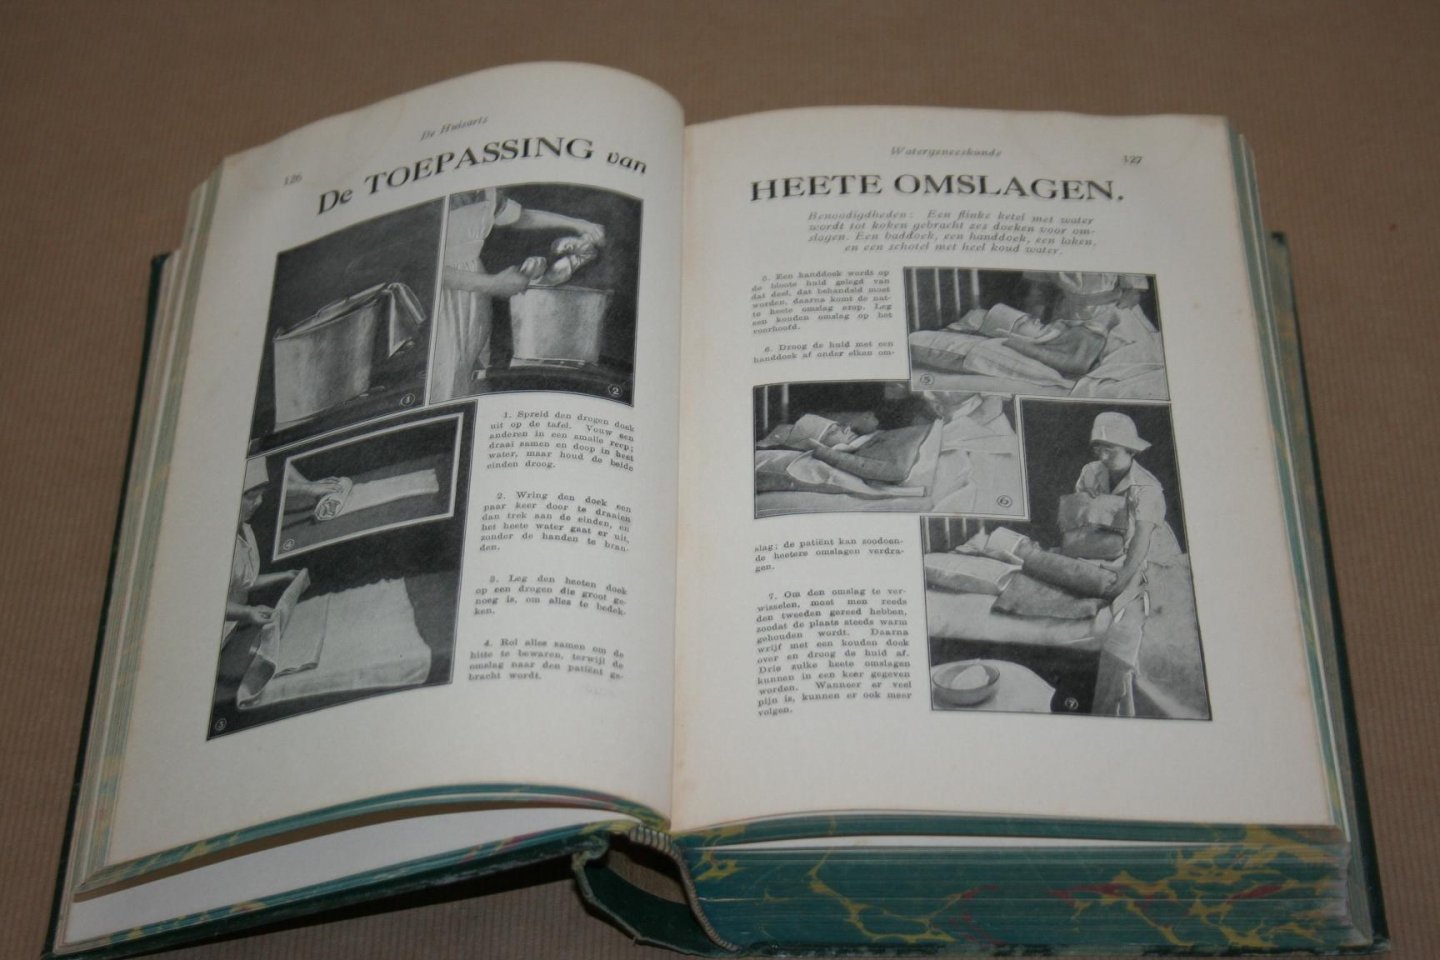 De Huisarts
126
De TOEPASSING van
1
2
1. Spreid den drogen doek
uit op de tafel. Vouw een
anderen in een smalle reep;
draai samen en doop in heet
water, maar houd de beide
einden droog.
2. Wring den doek een
paar keer door te draaien
dan trek aan de einden, en
het heete water gaat er uit,
zonder de handen te bran-
den.
4
3. Leg den heeten doek
op een drogen die groot ge-
noeg is, om alles te bedek-
ken.
4. Rol alles samen om de
hitte te bewaren, terwijl de
omslag naar den patiënt ge-
bracht wordt.
3
Watergeneeskunde
127
HEETE OMSLAGEN.
Benoodigdheden: Een flinke ketel met water
wordt tot koken gebracht zes doeken voor om-
slagen. Een baddoek, een handdoek, een laken,
en een schotel met heel koud water.
5. Een handdoek wordt op
de bloote huid gelegd van
dat deel, dat behandeld moet
worden, daarna komt de nat-
te heete omslag erop. Leg
een kouden omslag op het
voorhoofd.
6. Droog de huid met een
handdoek af onder elken om-
5
6
slag; de patiënt kan zoodoen-
de heetere omslagen verdra-
gen.
7. Om den omslag te ver-
wisselen, moet men reeds
den tweeden gereed hebben,
zoodat de plaats steeds warm
gehouden wordt. Daarna
wrijf met een kouden doek
over en droog de huid af.
Drie zulke heete omslagen
kunnen in een keer gegeven
worden. Wanneer er veel
pijn is, kunnen er ook meer
volgen.
7